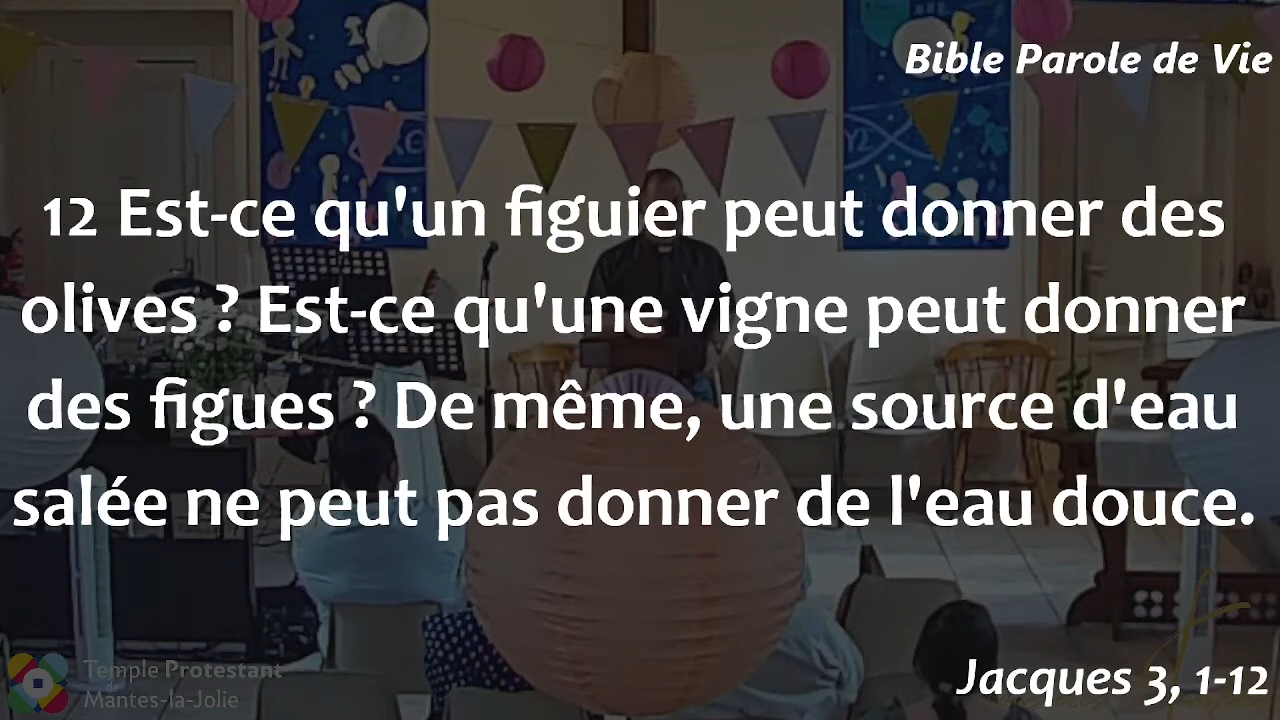 Bible Parole de Vie
12 Est-ce qu'un figuier peut donner des
olives ? Est-ce qu'une vigne peut donner
des figues ? De même, une source d'eau
salée ne peut pas donner de l'eau douce.
Temple Protestant
Mantes-la-Jolie
Jacques 3, 1-12